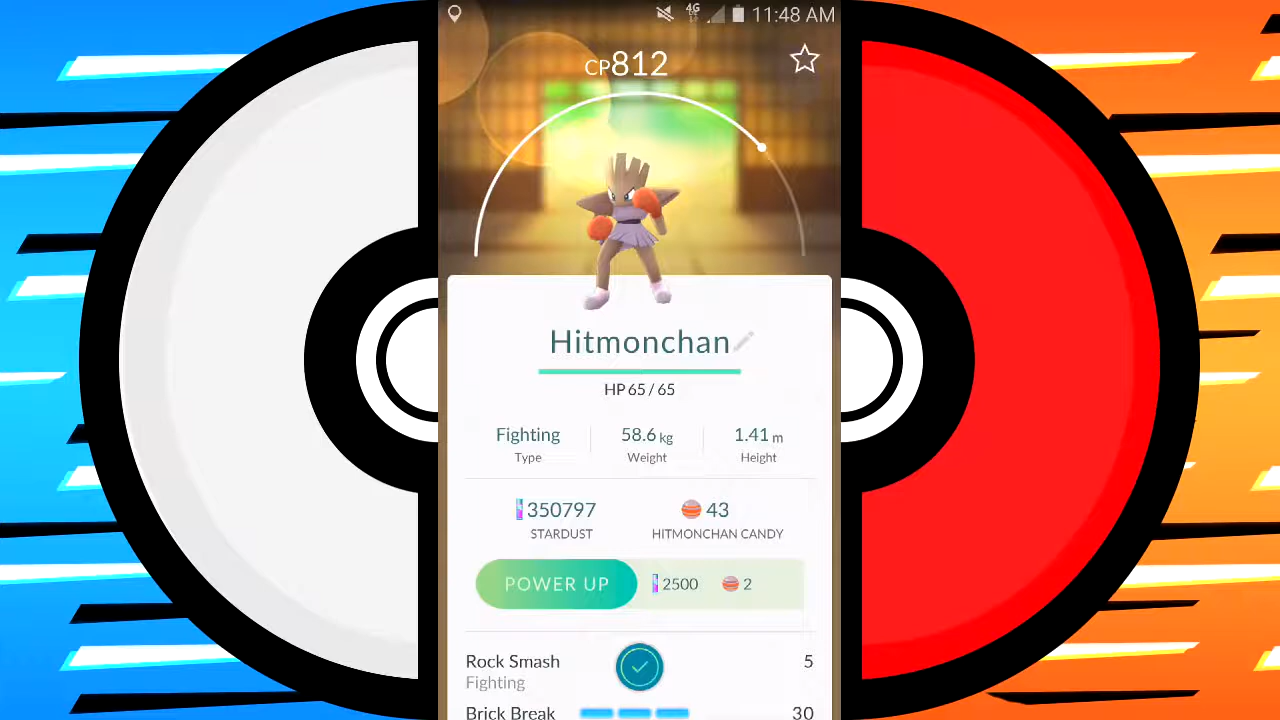 4G 11:48 AM
CP812
Hitmonchan
HP 65 / 65
Fighting 58.6 kg 1.41 m
Type Weight Height
350797 43
STARDUST HITMONCHAN CANDY
POWER UP 2500 2
Rock Smash 5
Fighting
Brick Break 30